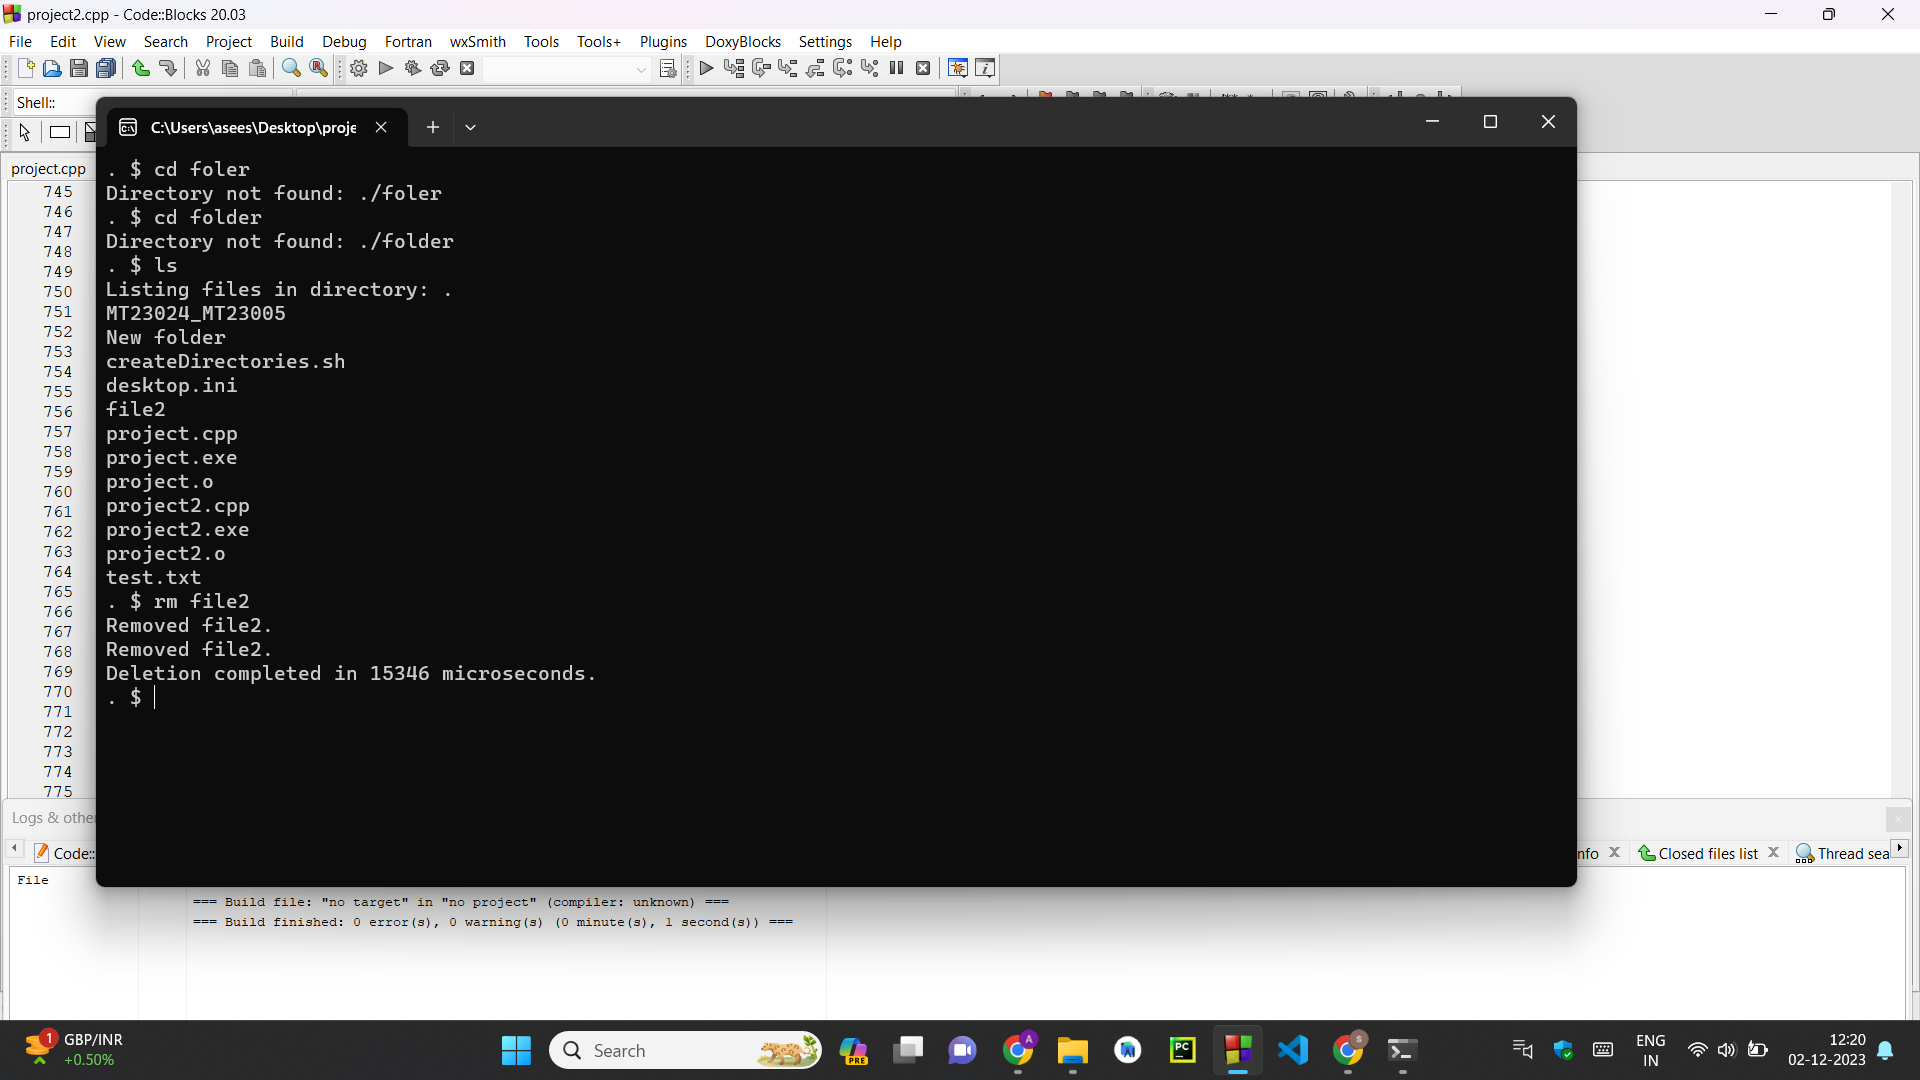 project2.cpp - Code::Blocks 20.03
File Edit View Search Project Build Debug Fortran wxSmith Tools Tools+ Plugins DoxyBlocks Settings Help
Shell::
C:\Users\asees\Desktop\proje
project.cpp
745
746
747
748
749
750
751
752
753
754
755
756
757
758
759
760
761
762
763
764
765
766
767
768
769
770
771
772
773
774
775
. $ cd foler
Directory not found: ./foler
. $ cd folder
Directory not found: ./folder
. $ ls
Listing files in directory: .
MT23024_MT23005
New folder
createDirectories.sh
desktop.ini
file2
project.cpp
project.exe
project.o
project2.cpp
project2.exe
project2.o
test.txt
. $ rm file2
Removed file2.
Removed file2.
Deletion completed in 15346 microseconds.
. $
Logs & othe
Code:: nfo Closed files list Thread sea
File
=== Build file: "no target" in "no project" (compiler: unknown) ===
=== Build finished: 0 error(s), 0 warning(s) (0 minute(s), 1 second(s)) ===
1 GBP/INR
+0.50%
Search
PRE
A
PC
S
ENG
IN
12:20
02-12-2023